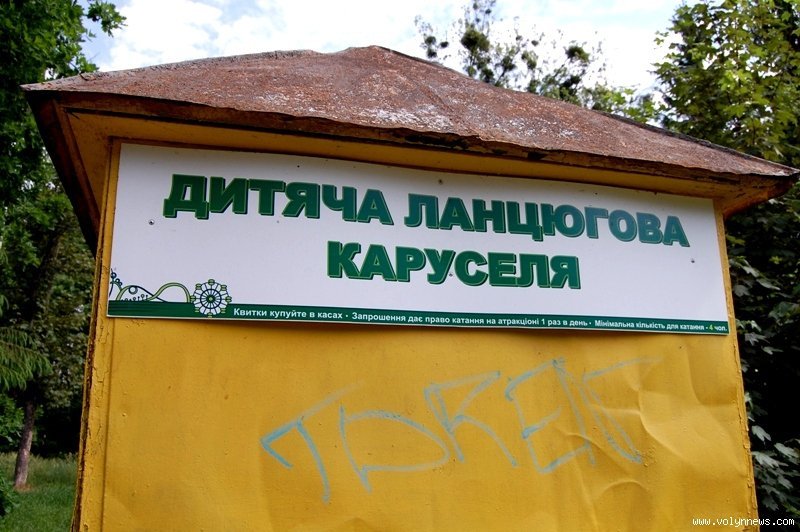 ДИТЯЧА ЛАНЦЮГОВА
КАРУСЕЛЯ
Квитки купуйте в касах • Запрошення дає право катання на атракціоні 1 раз в день • Мінімальна кількість для катання - 4 чол.
www.volynnews.com